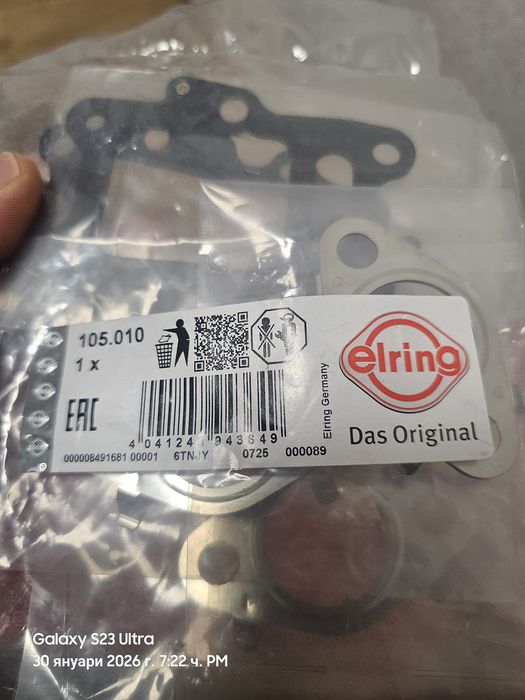 105.010
1 x
EAC
4 041248 943649
000008491681 00001 6TNJY 0725 000089
Elring Germany
elring
Das Original
Galaxy S23 Ultra
30 януари 2026 г. 7:22 ч. PM